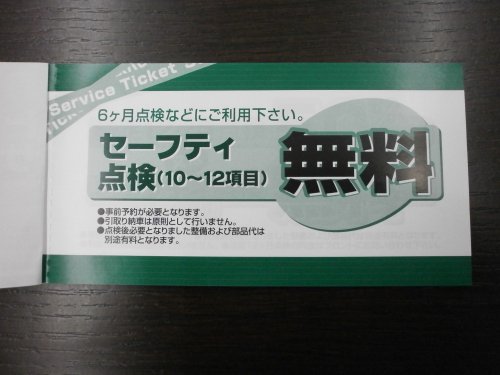 Service Ticket
6ヶ月点検などにご利用下さい。
セーフティ
点検(10～12項目)
無料
●事前予約が必要となります。
●引取り納車は原則として行いません。
●点検後必要となりました整備および部品代は
別途有料となります。